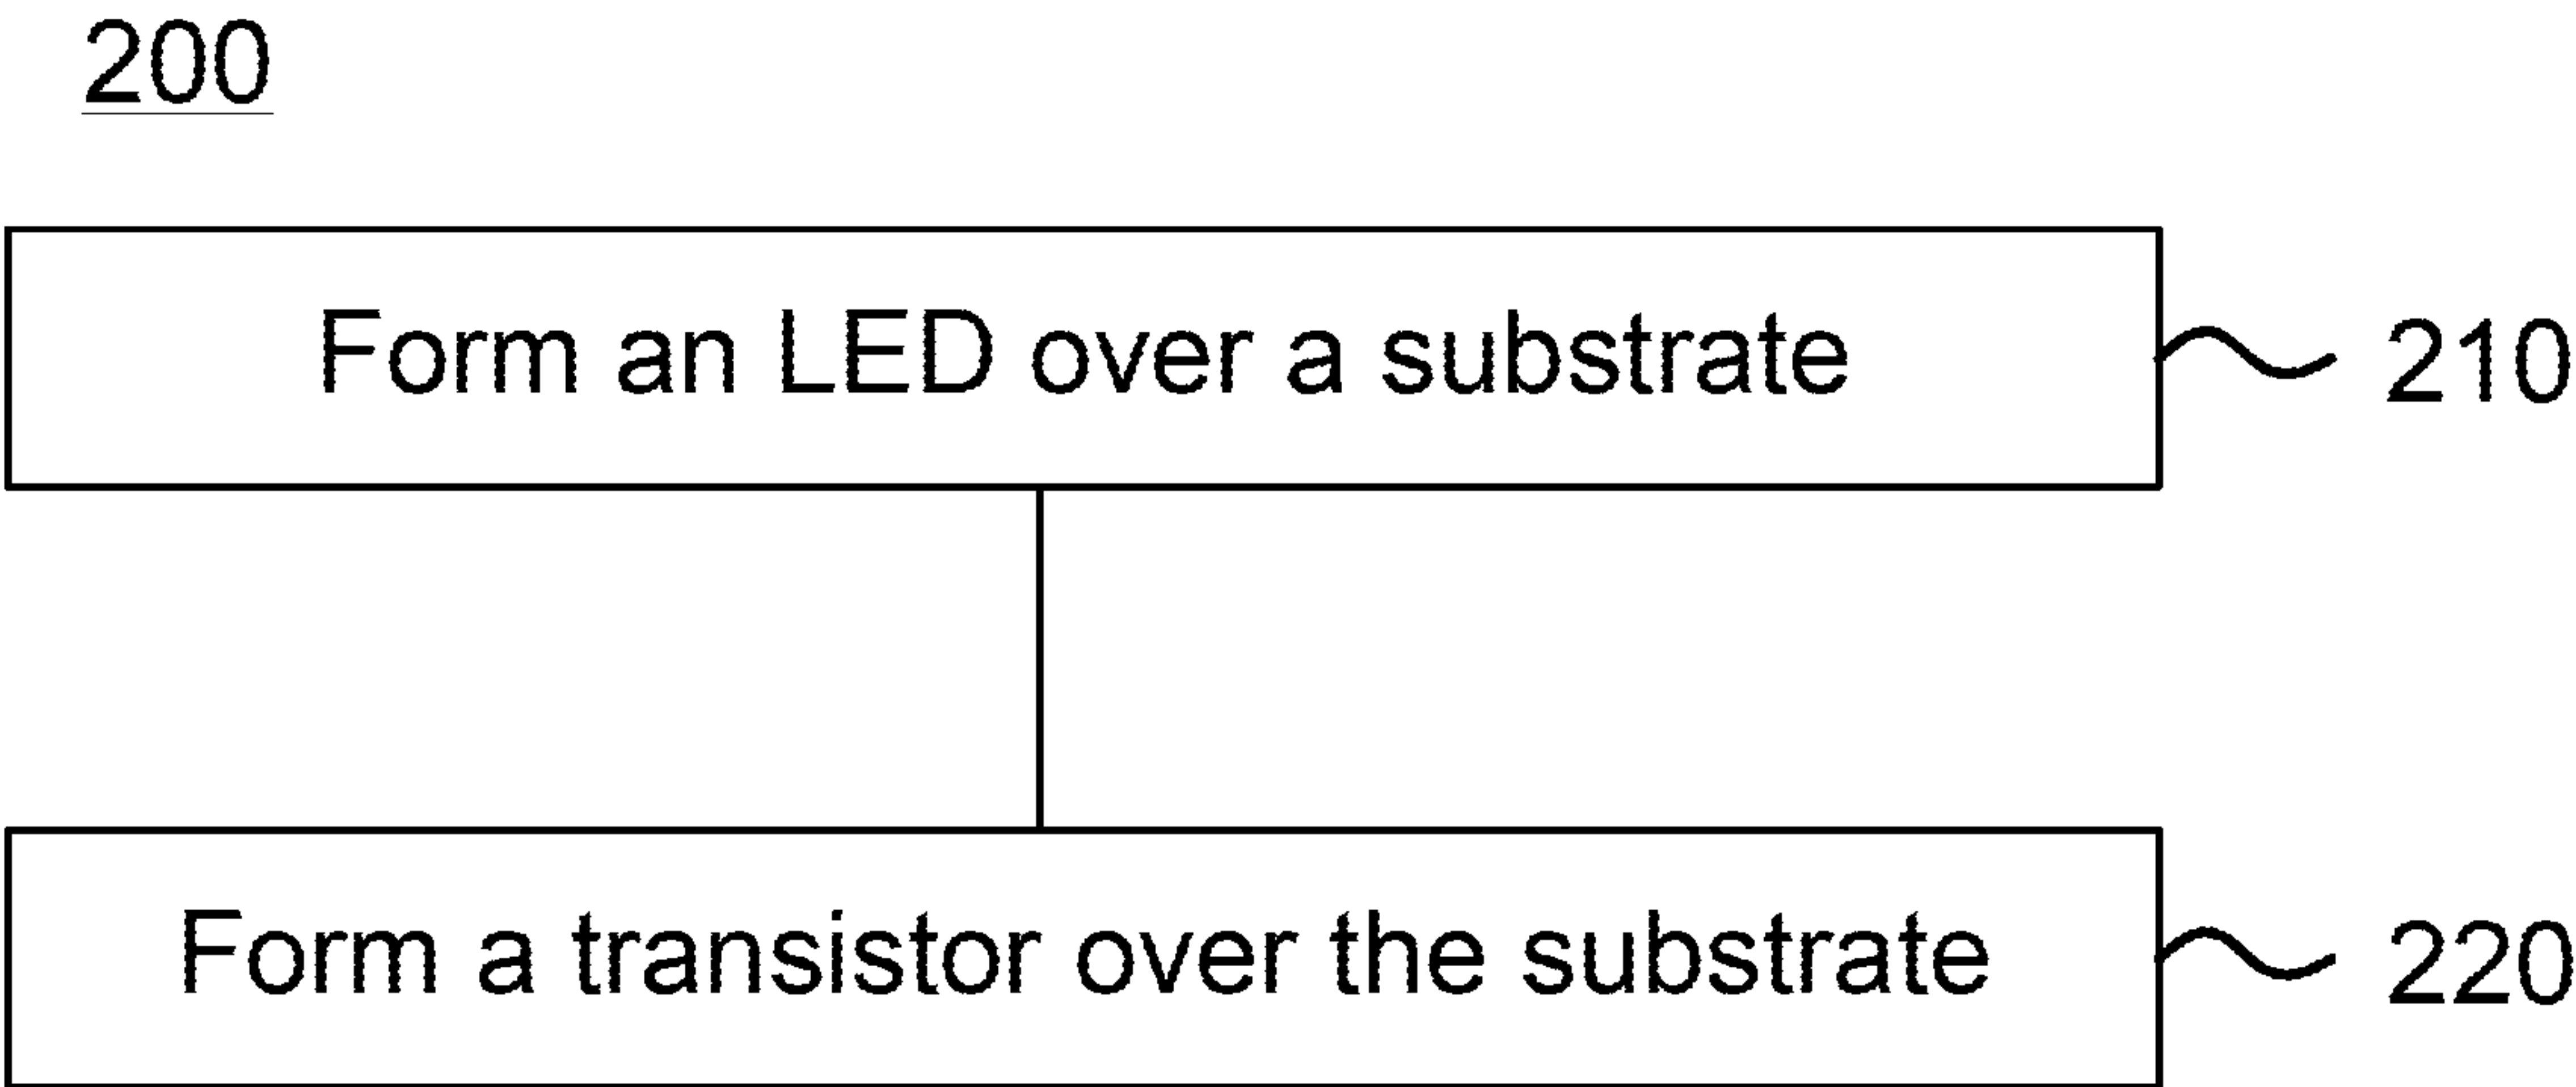 200
Form an LED over a substrate 210
Form a transistor over the substrate 220